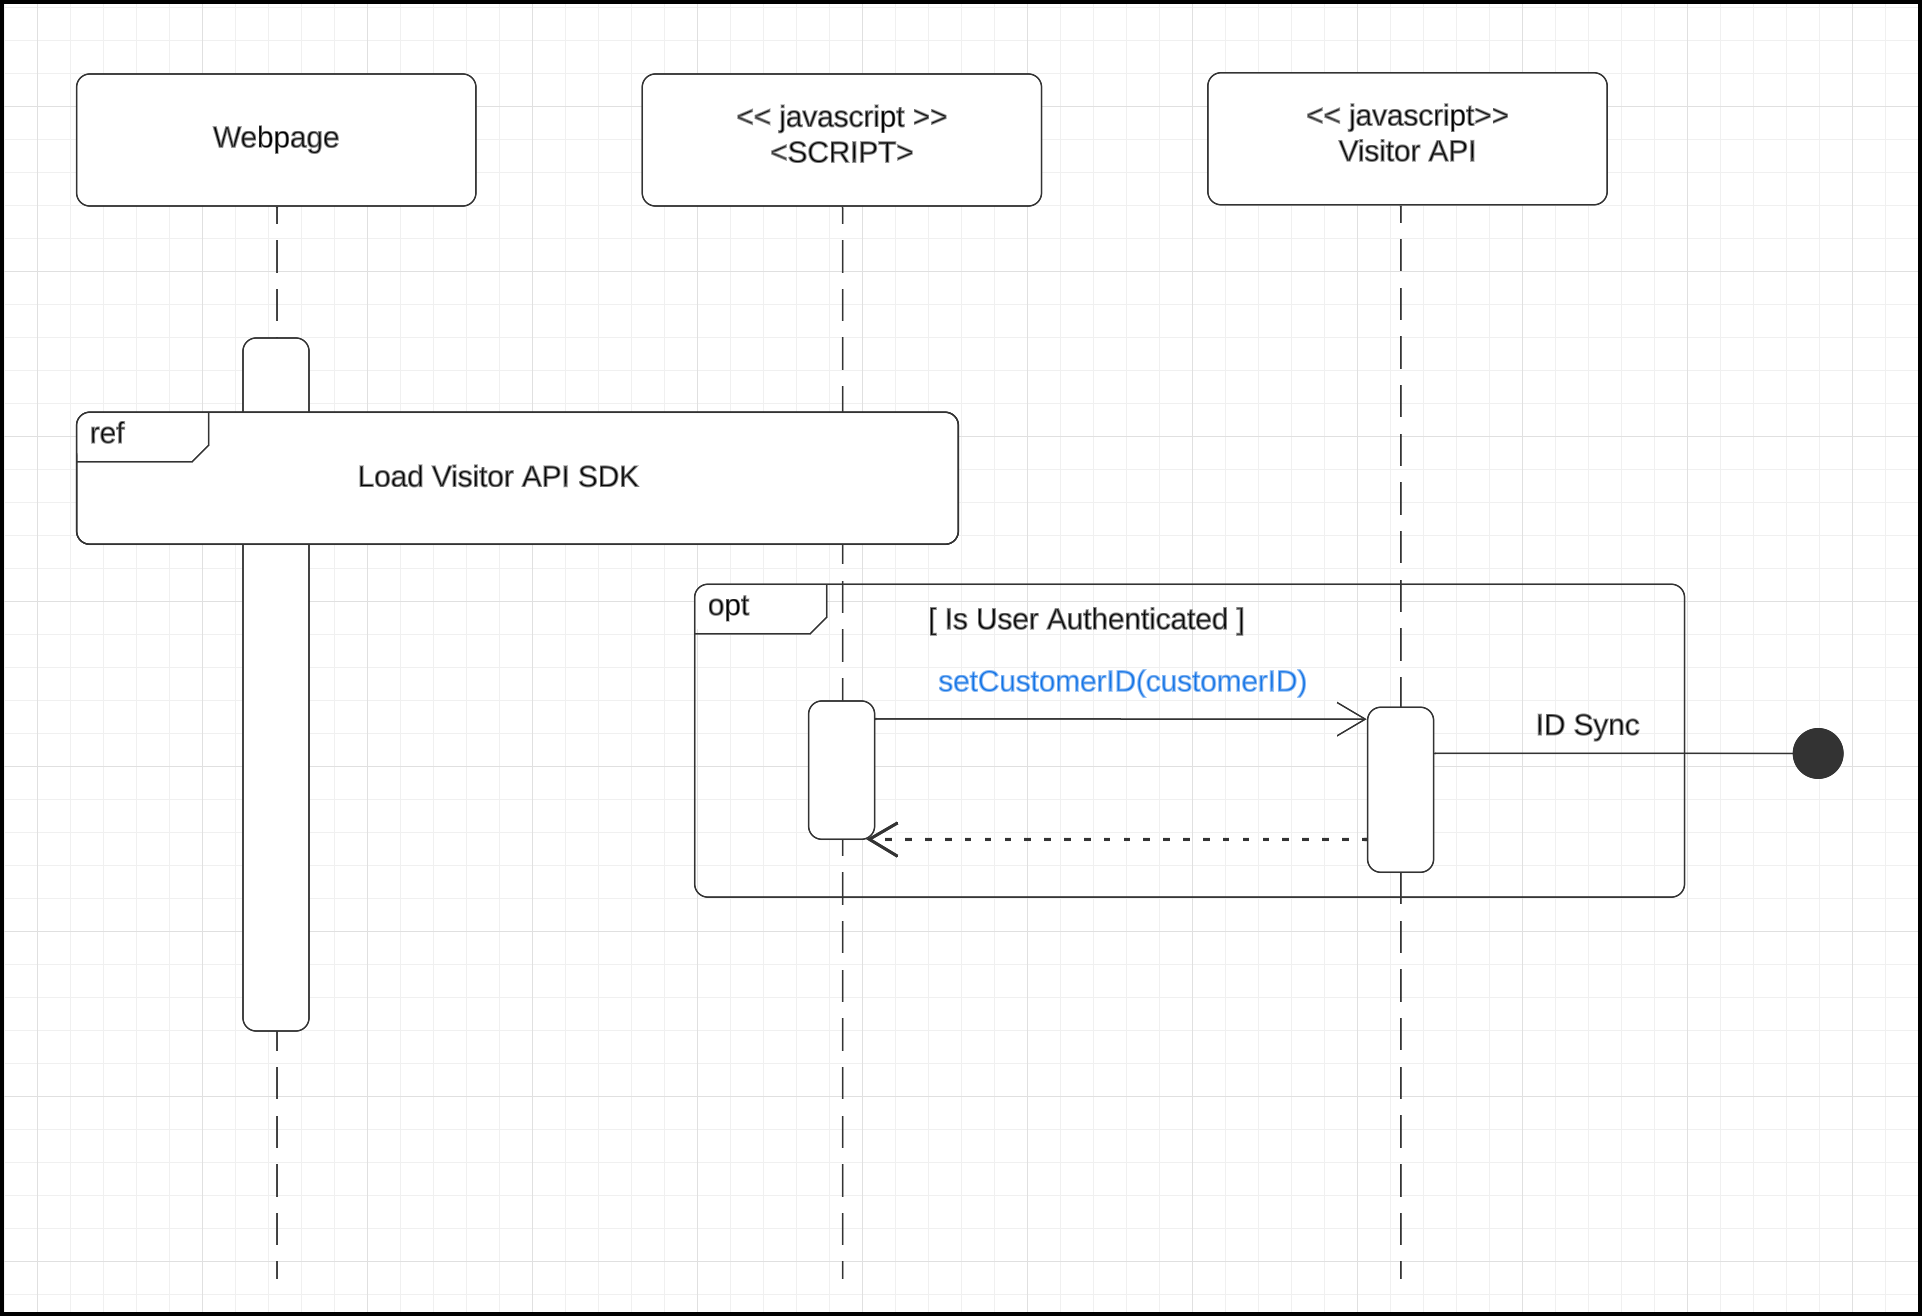 Webpage
<< javascript >>
<SCRIPT>
<< javascript>>
Visitor API
ref
Load Visitor API SDK
opt
[ Is User Authenticated ]
setCustomerID(customerID)
ID Sync